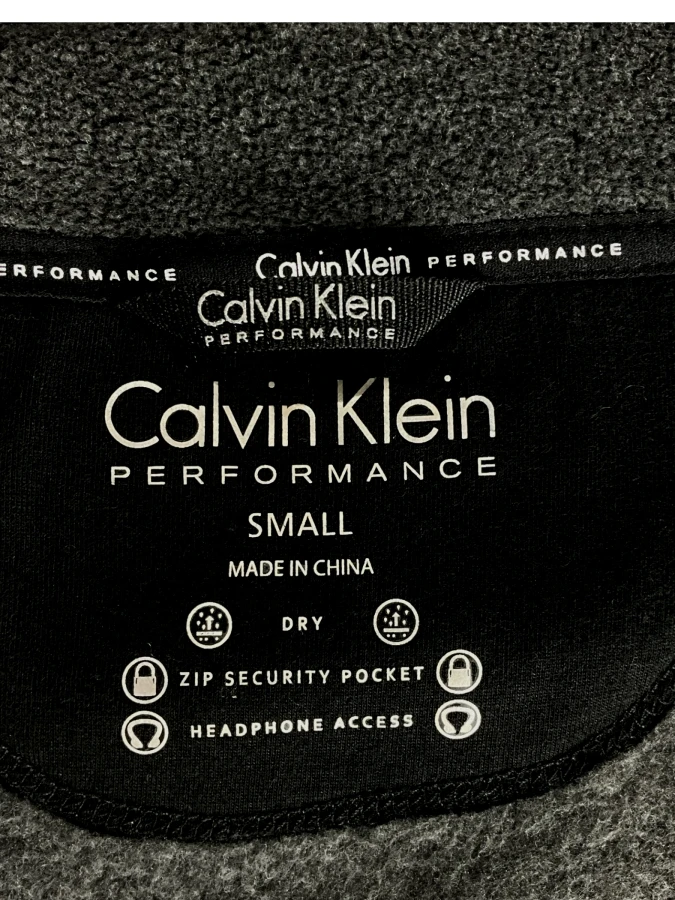 ERFORMANCE Calvin Klein PERFORMANCE
Calvin Klein
PERFORMANCE
Calvin Klein
PERFORMANCE
SMALL
MADE IN CHINA
DRY
ZIP SECURITY POCKET
HEADPHONE ACCESS